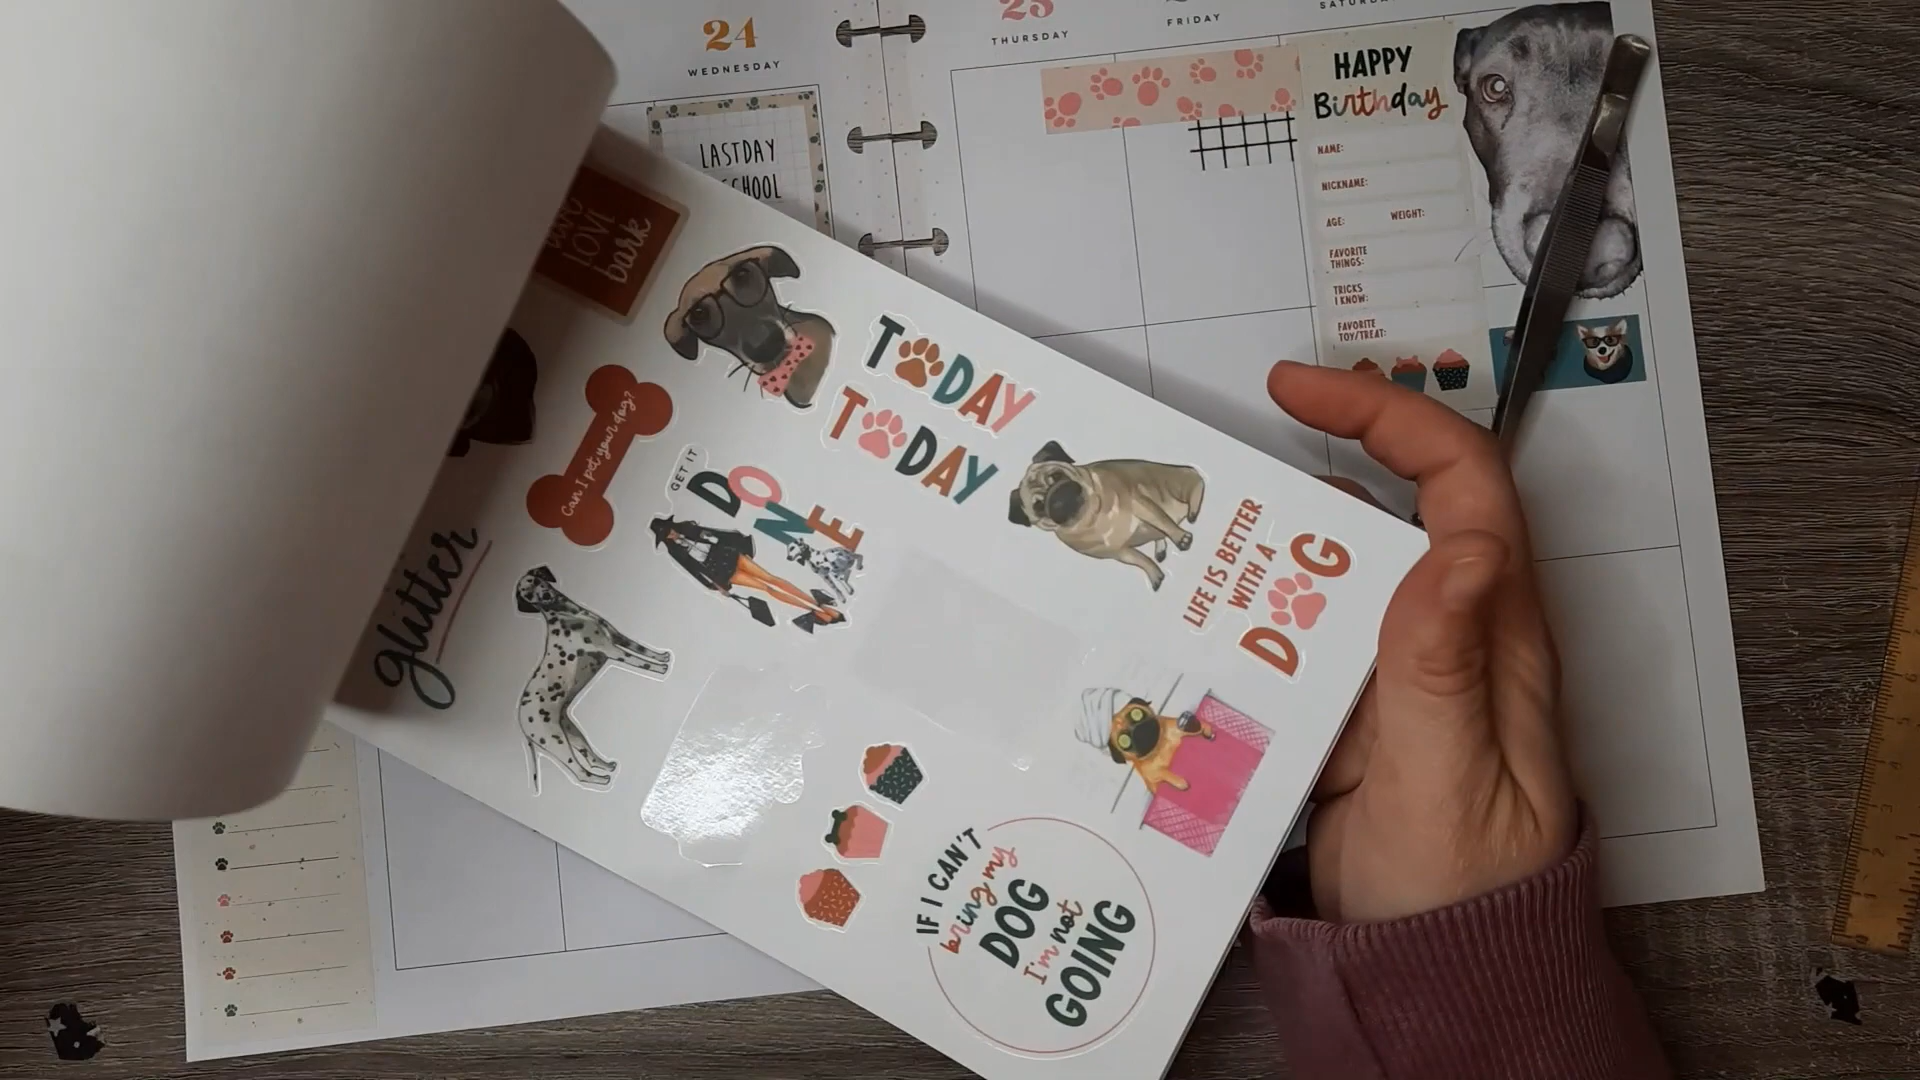 24
WEDNESDAY
25
THURSDAY
FRIDAY
LASTDAY
SCHOOL
HAPPY
Birthday
NAME:
NICKNAME:
AGE: WEIGHT:
FAVORITE
THINGS:
TRICKS
I KNOW:
FAVORITE
TOY/TREAT:
LOVE
bark
Can I pet your dog?
TODAY
TODAY
GET IT
DONE
glitter
LIFE IS BETTER
WITH A
DOG
IF I CAN'T
bring my
DOG
I'm not
GOING